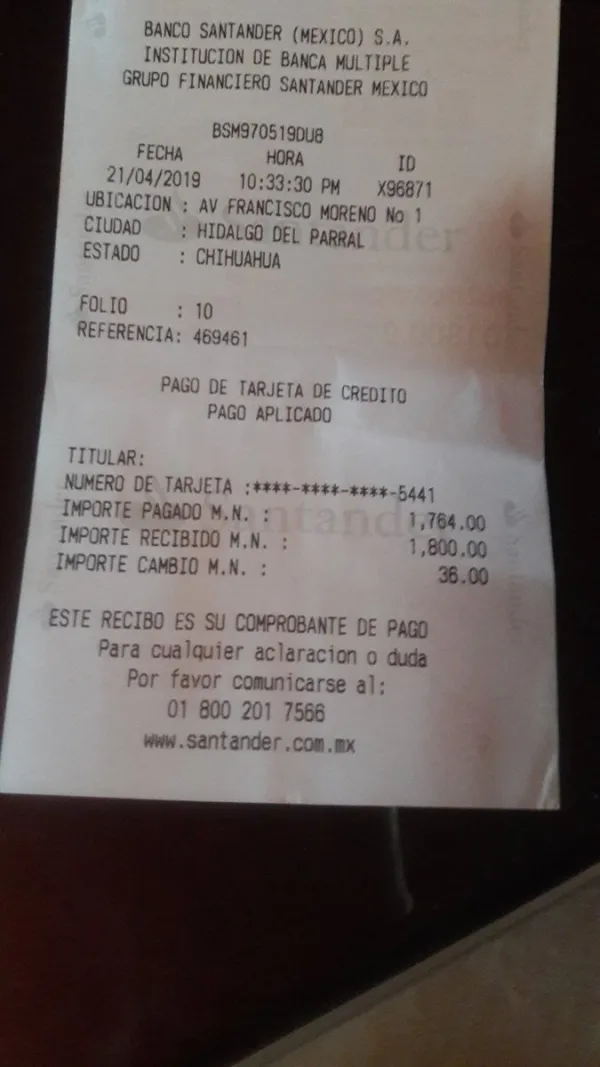 BANCO SANTANDER (MEXICO) S.A.
INSTITUCION DE BANCA MULTIPLE
GRUPO FINANCIERO SANTANDER MEXICO
BSM970519DU8
FECHA HORA ID
21/04/2019 10:33:30 PM X96871
UBICACION : AV FRANCISCO MORENO No 1
CIUDAD : HIDALGO DEL PARRAL
ESTADO : CHIHUAHUA
FOLIO : 10
REFERENCIA: 469461
PAGO DE TARJETA DE CREDITO
PAGO APLICADO
TITULAR:
NUMERO DE TARJETA :****-****-****-5441
IMPORTE PAGADO M.N. : 1,764.00
IMPORTE RECIBIDO M.N. : 1,800.00
IMPORTE CAMBIO M.N. : 36.00
ESTE RECIBO ES SU COMPROBANTE DE PAGO
Para cualquier aclaracion o duda
Por favor comunicarse al:
01 800 201 7566
www.santander.com.mx